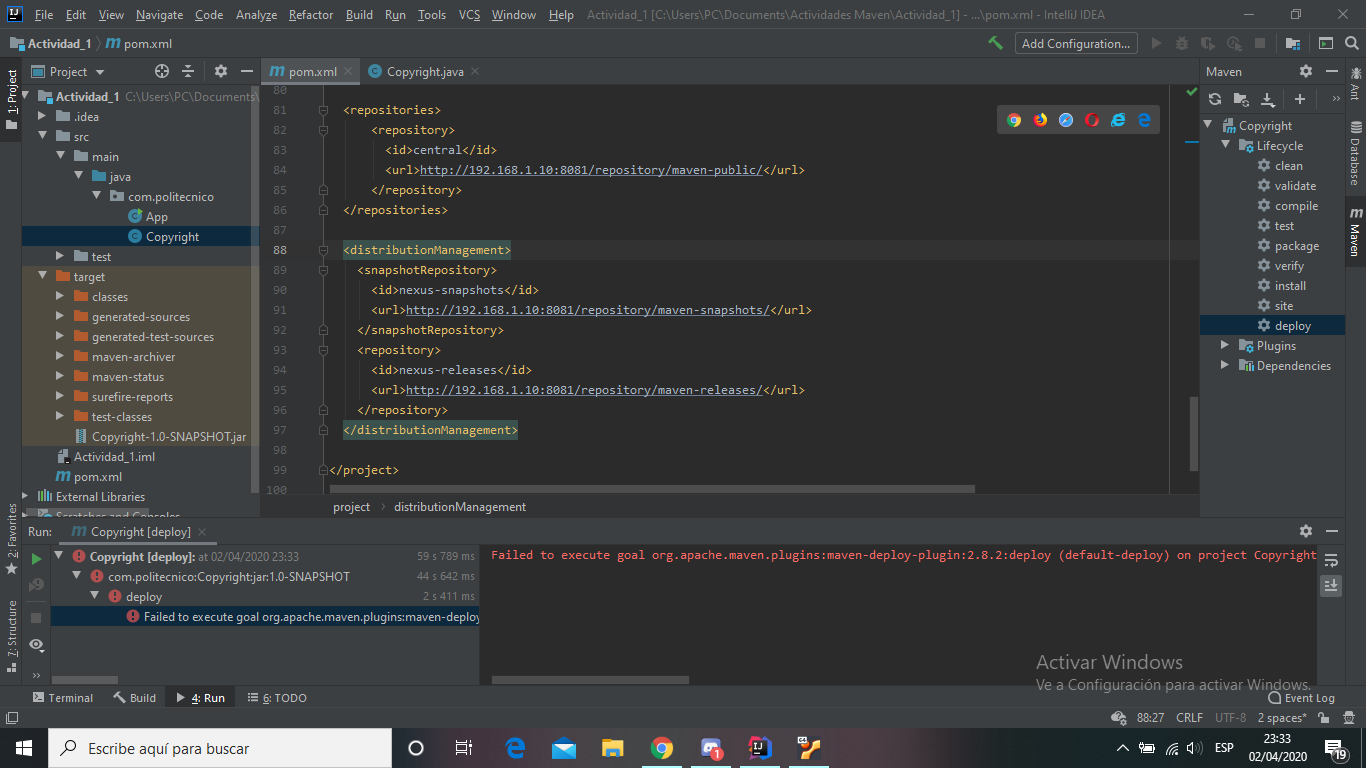 File Edit View Navigate Code Analyze Refactor Build Run Tools VCS Window Help Actividad_1 [C:\Users\PC\Documents\Actividades Maven\Actividad_1] - ...\pom.xml - IntelliJ IDEA
Actividad_1 pom.xml Add Configuration...
Project pom.xml Copyright.java Maven
1: Project
Actividad_1 C:\Users\PC\Documents\
.idea
src
main
java
com.politecnico
App
Copyright
test
target
classes
generated-sources
generated-test-sources
maven-archiver
maven-status
surefire-reports
test-classes
Copyright-1.0-SNAPSHOT.jar
Actividad_1.iml
pom.xml
External Libraries
Scratches and Consoles
80
81 <repositories>
82 <repository>
83 <id>central</id>
84 <url>http://192.168.1.10:8081/repository/maven-public/</url>
85 </repository>
86 </repositories>
87
88 <distributionManagement>
89 <snapshotRepository>
90 <id>nexus-snapshots</id>
91 <url>http://192.168.1.10:8081/repository/maven-snapshots/</url>
92 </snapshotRepository>
93 <repository>
94 <id>nexus-releases</id>
95 <url>http://192.168.1.10:8081/repository/maven-releases/</url>
96 </repository>
97 </distributionManagement>
98
99 </project>
100
project distributionManagement
Copyright
Lifecycle
clean
validate
compile
test
package
verify
install
site
deploy
Plugins
Dependencies
Ant
Database
Maven
2: Favorites
7: Structure
Run: Copyright [deploy]
Copyright [deploy]: at 02/04/2020 23:33 59 s 789 ms
com.politecnico:Copyright:jar:1.0-SNAPSHOT 44 s 642 ms
deploy 2 s 411 ms
Failed to execute goal org.apache.maven.plugins:maven-deploy
Failed to execute goal org.apache.maven.plugins:maven-deploy-plugin:2.8.2:deploy (default-deploy) on project Copyright
Activar Windows
Ve a Configuración para activar Windows.
Terminal Build 4: Run 6: TODO Event Log
88:27 CRLF UTF-8 2 spaces*
Escribe aquí para buscar
1
ESP
23:33
02/04/2020
19